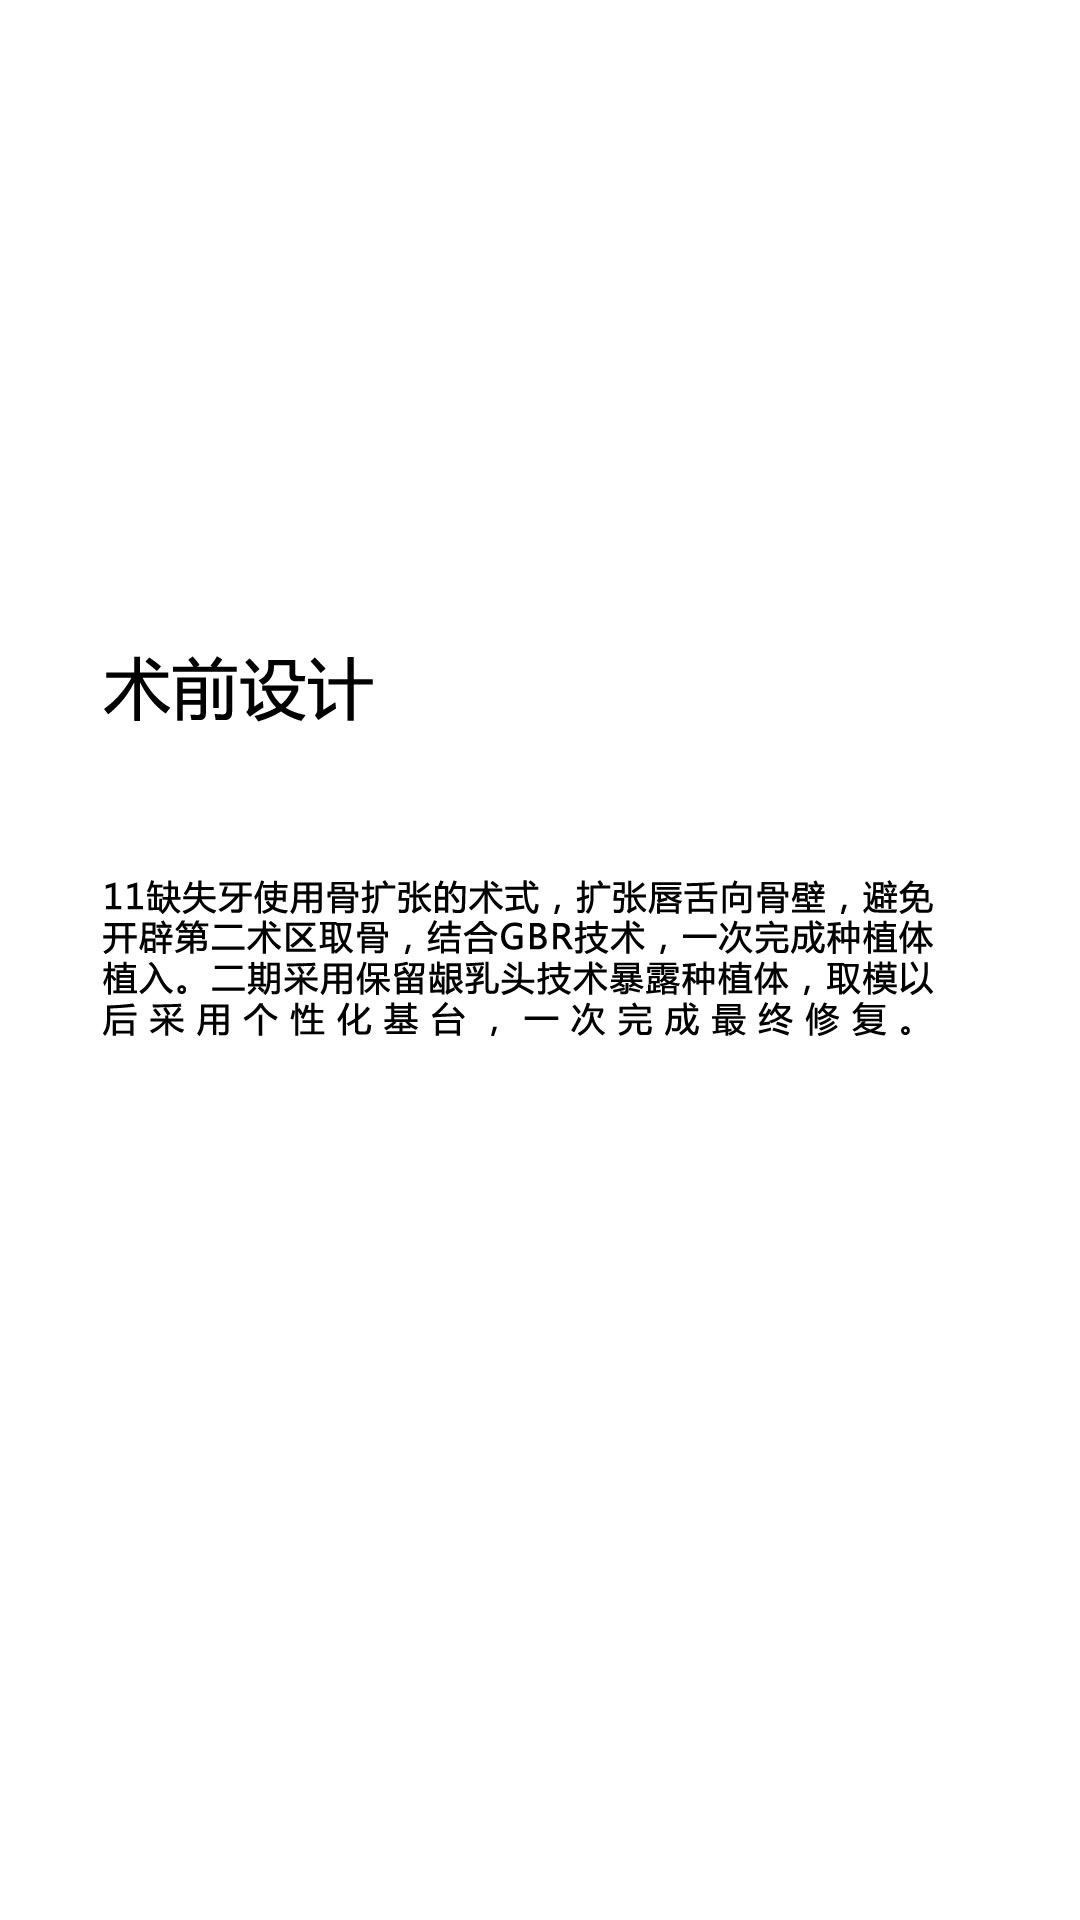 术前设计
11缺失牙使用骨扩张的术式，扩张唇舌向骨壁，避免
开辟第二术区取骨，结合GBR技术，一次完成种植体
植入。二期采用保留龈乳头技术暴露种植体，取模以
后采用个性化基台，一次完成最终修复。